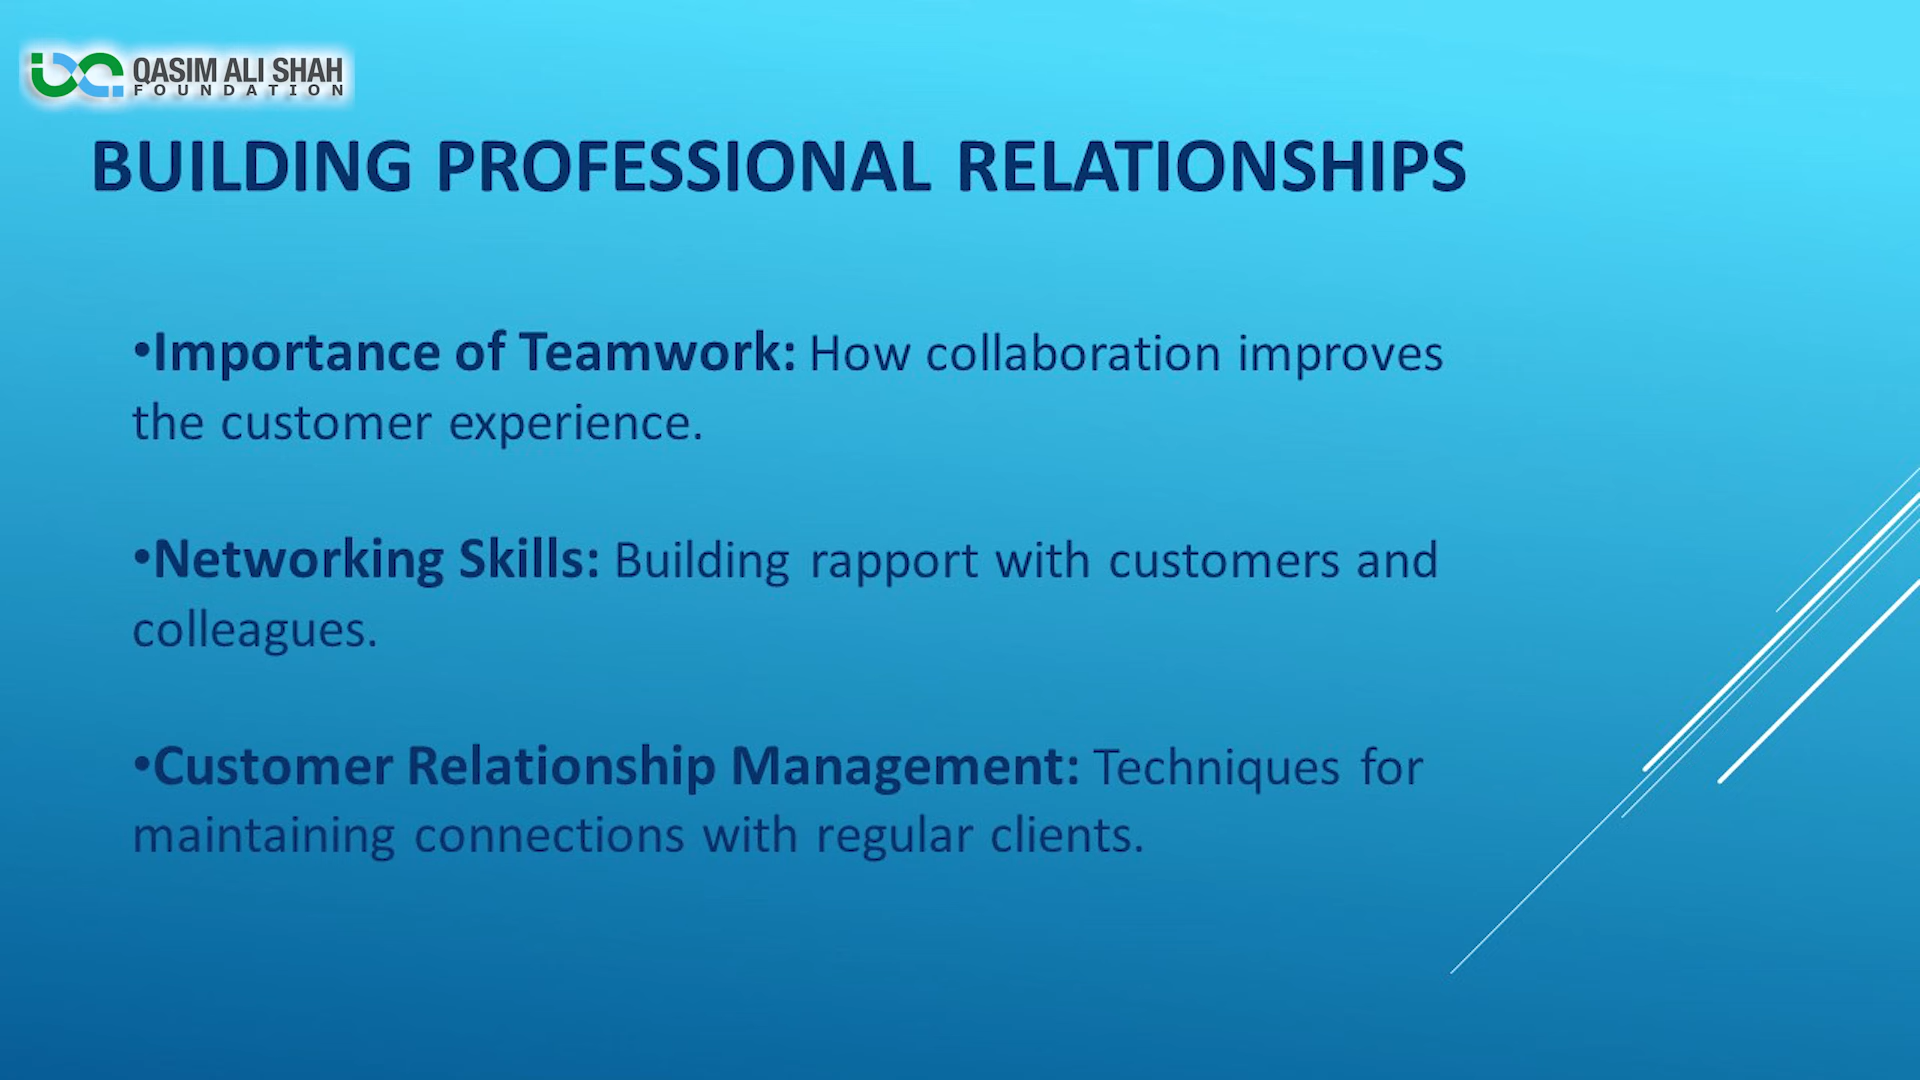 QASIM ALI SHAH
FOUNDATION
BUILDING PROFESSIONAL RELATIONSHIPS
•Importance of Teamwork: How collaboration improves
the customer experience.
•Networking Skills: Building rapport with customers and
colleagues.
•Customer Relationship Management: Techniques for
maintaining connections with regular clients.